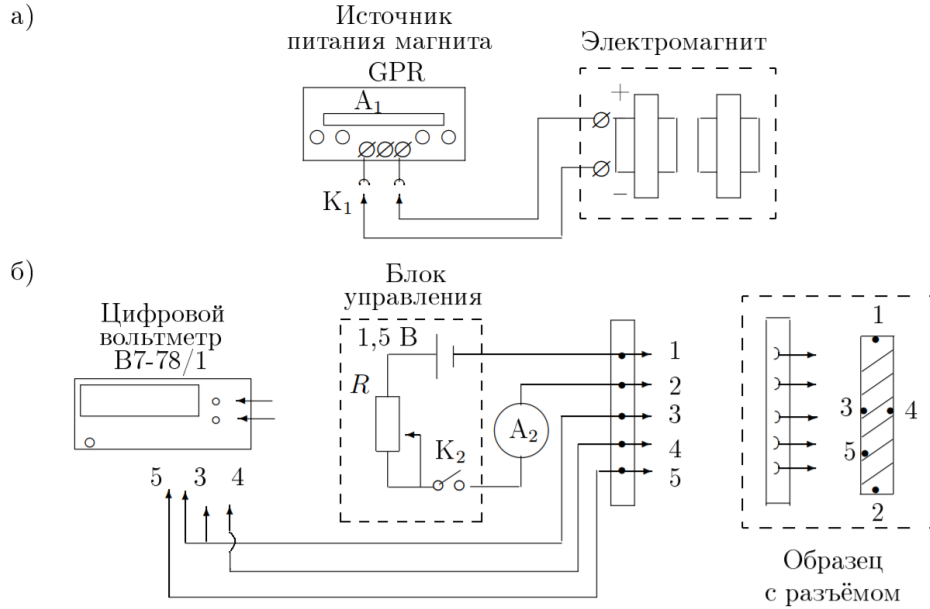 а)
Источник
питания магнита
GPR
A1
K1
Электромагнит
+
−
б)
Цифровой
вольтметр
В7-78/1
5 3 4
Блок
управления
1,5 В
R
K2
A2
1
2
3
4
5
1
3
4
5
2
Образец
с разъёмом